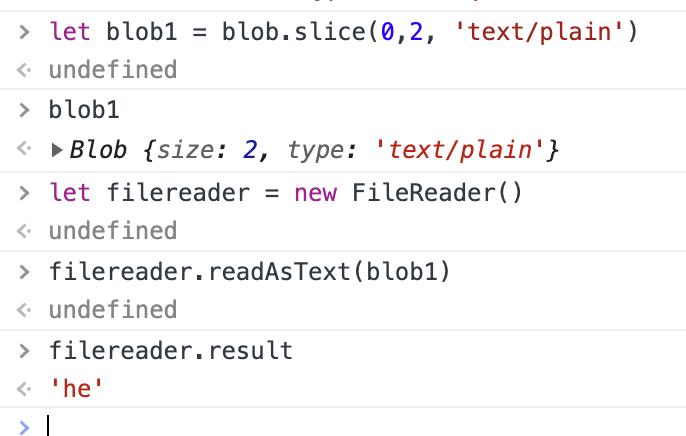 > let blob1 = blob.slice(0,2, 'text/plain')
undefined
> blob1
Blob {size: 2, type: 'text/plain'}
> let filereader = new FileReader()
undefined
> filereader.readAsText(blob1)
undefined
> filereader.result
'he'
>